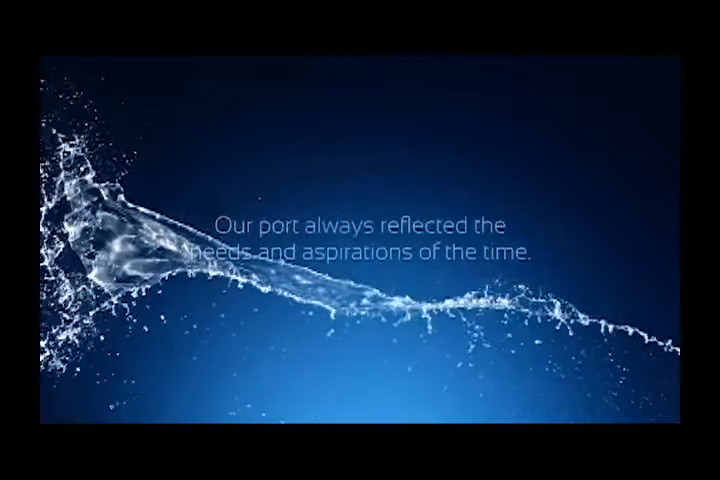 Our port always reflected the
needs and aspirations of the time.